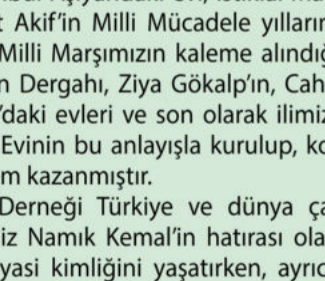 t Akif'in Milli Mücadele yılların
Milli Marşımızın kaleme alındığ
n Dergahı, Ziya Gökalp'ın, Cah
'daki evleri ve son olarak ilimiz
Evinin bu anlayışla kurulup, ko
m kazanmıştır.
Derneği Türkiye ve dünya ça
iz Namık Kemal'in hatırası ola
yasi kimliğini yaşatırken, ayrıc